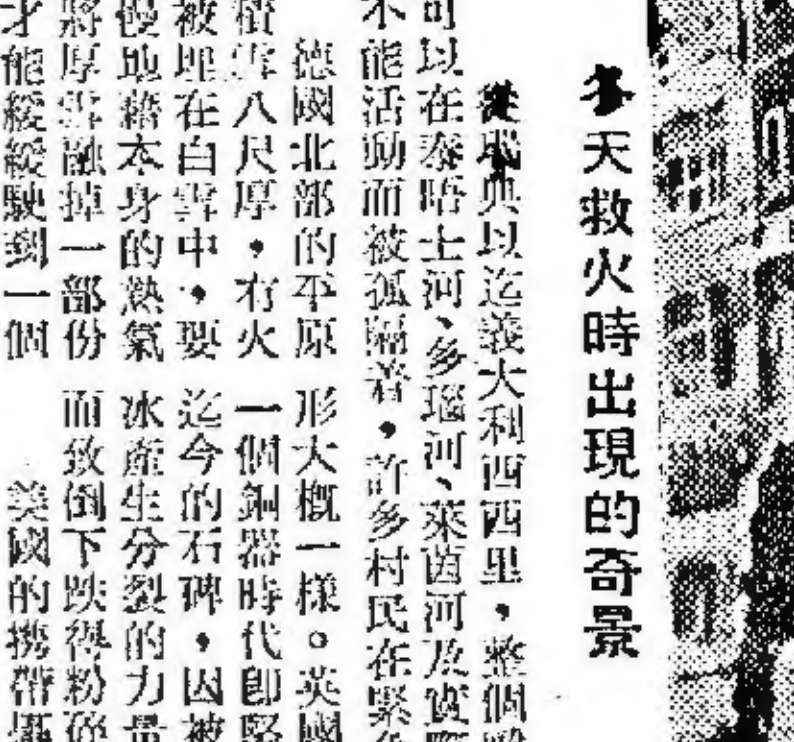 冬天救火時出現的奇景
從瑞典以迄義大利西西里，整個歐
可以在泰晤士河、多瑙河、萊茵河及
不能活動而被孤隔着，許多村民在緊
德國北部的平原
積雪八尺厚，有火
被埋在白雪中，要
慢地藉本身的熱氣
將厚雪融掉一部份
才能緩緩駛到一個
形大概一樣。英國
一個銅器時代即堅
迄今的石碑，因被
冰產生分裂的力量
而致倒下跌得粉碎
美國的携帶